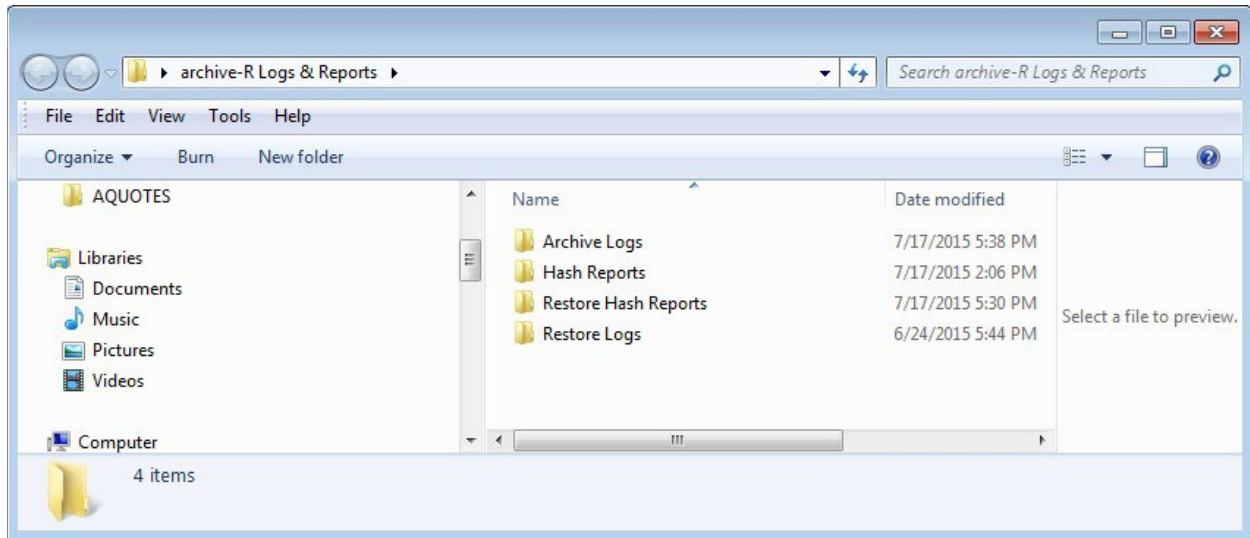 archive-R Logs & Reports
Search archive-R Logs & Reports
File Edit View Tools Help
Organize Burn New folder
AQUOTES
Libraries
Documents
Music
Pictures
Videos
Computer
Name Date modified
Archive Logs 7/17/2015 5:38 PM
Hash Reports 7/17/2015 2:06 PM
Restore Hash Reports 7/17/2015 5:30 PM
Restore Logs 6/24/2015 5:44 PM
Select a file to preview.
4 items